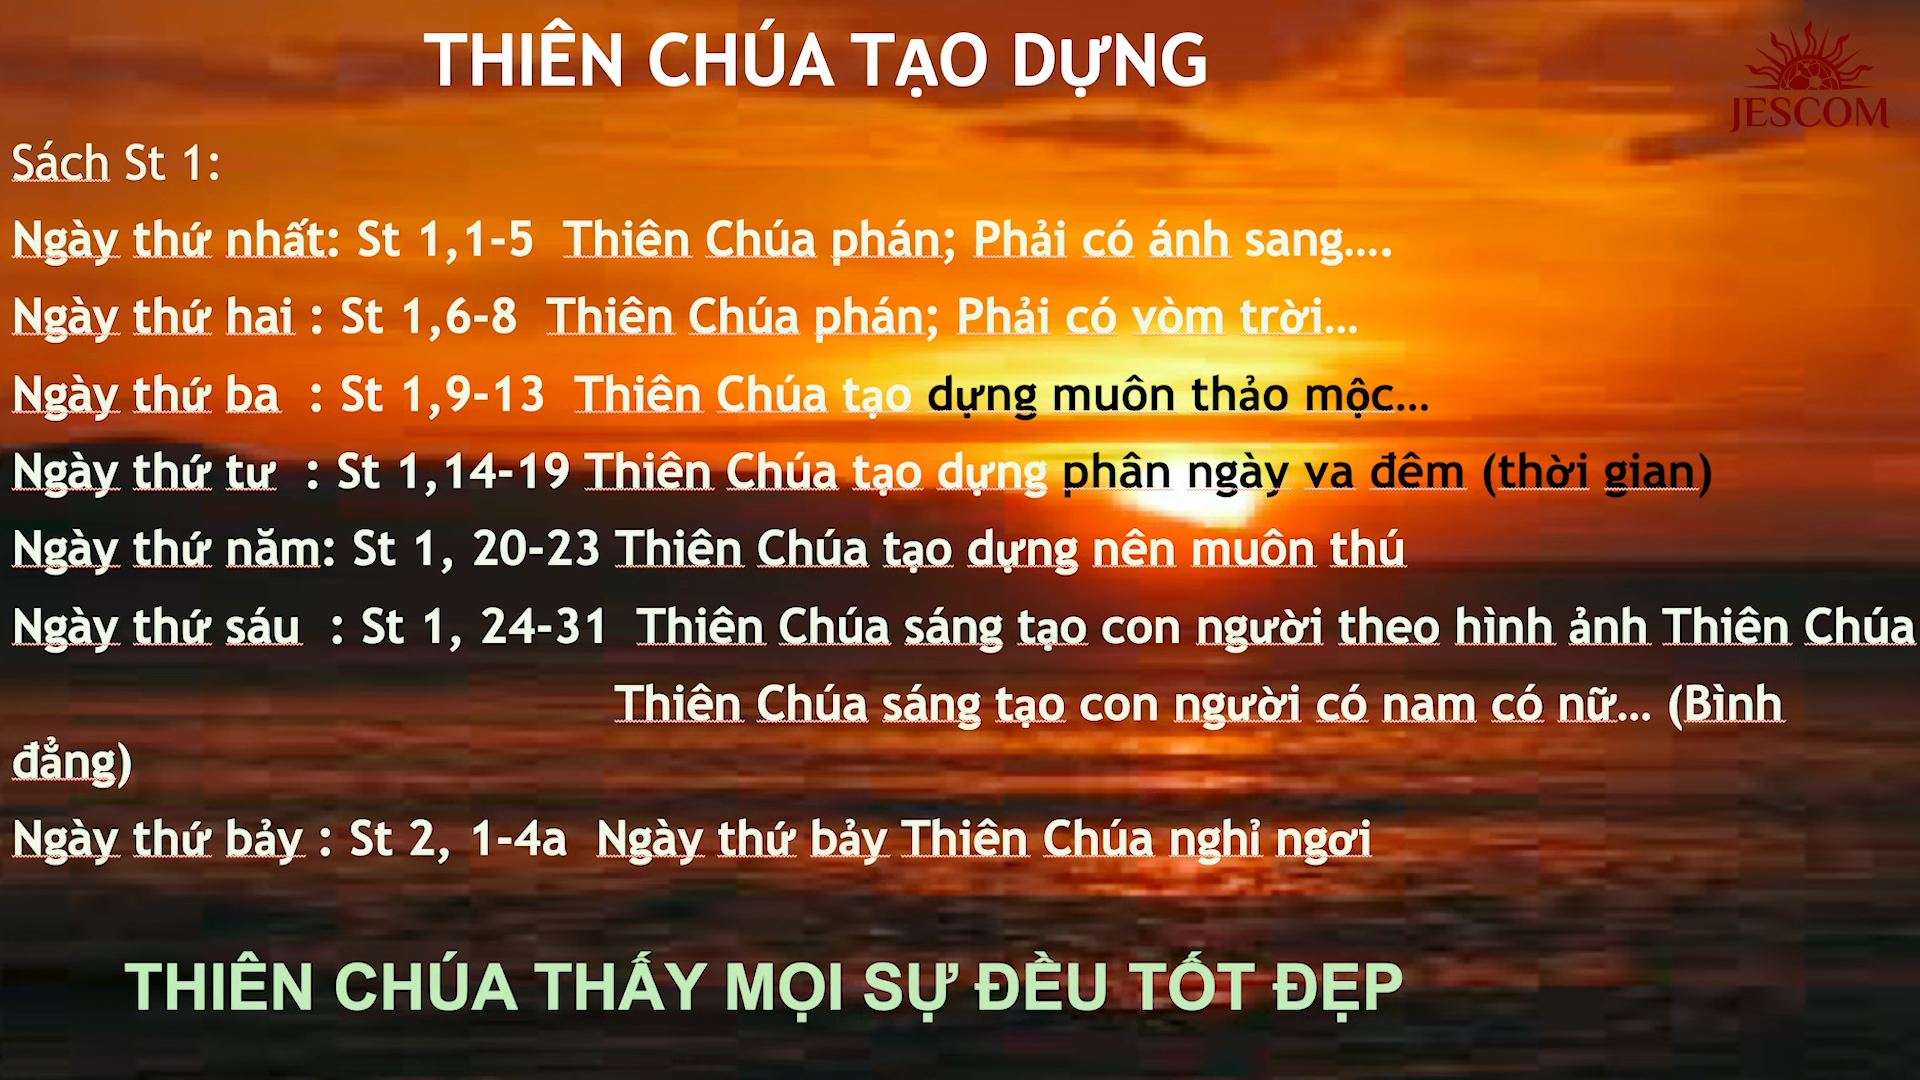 THIÊN CHÚA TẠO DỰNG
JESCOM
Sách St 1:
Ngày thứ nhất: St 1,1-5 Thiên Chúa phán; Phải có ánh sang....
Ngày thứ hai : St 1,6-8 Thiên Chúa phán; Phải có vòm trời...
Ngày thứ ba : St 1,9-13 Thiên Chúa tạo dựng muôn thảo mộc...
Ngày thứ tư : St 1,14-19 Thiên Chúa tạo dựng phân ngày va đêm (thời gian)
Ngày thứ năm: St 1, 20-23 Thiên Chúa tạo dựng nên muôn thú
Ngày thứ sáu : St 1, 24-31 Thiên Chúa sáng tạo con người theo hình ảnh Thiên Chúa
Thiên Chúa sáng tạo con người có nam có nữ... (Bình
đẳng)
Ngày thứ bảy : St 2, 1-4a Ngày thứ bảy Thiên Chúa nghỉ ngơi
THIÊN CHÚA THẤY MỌI SỰ ĐỀU TỐT ĐẸP